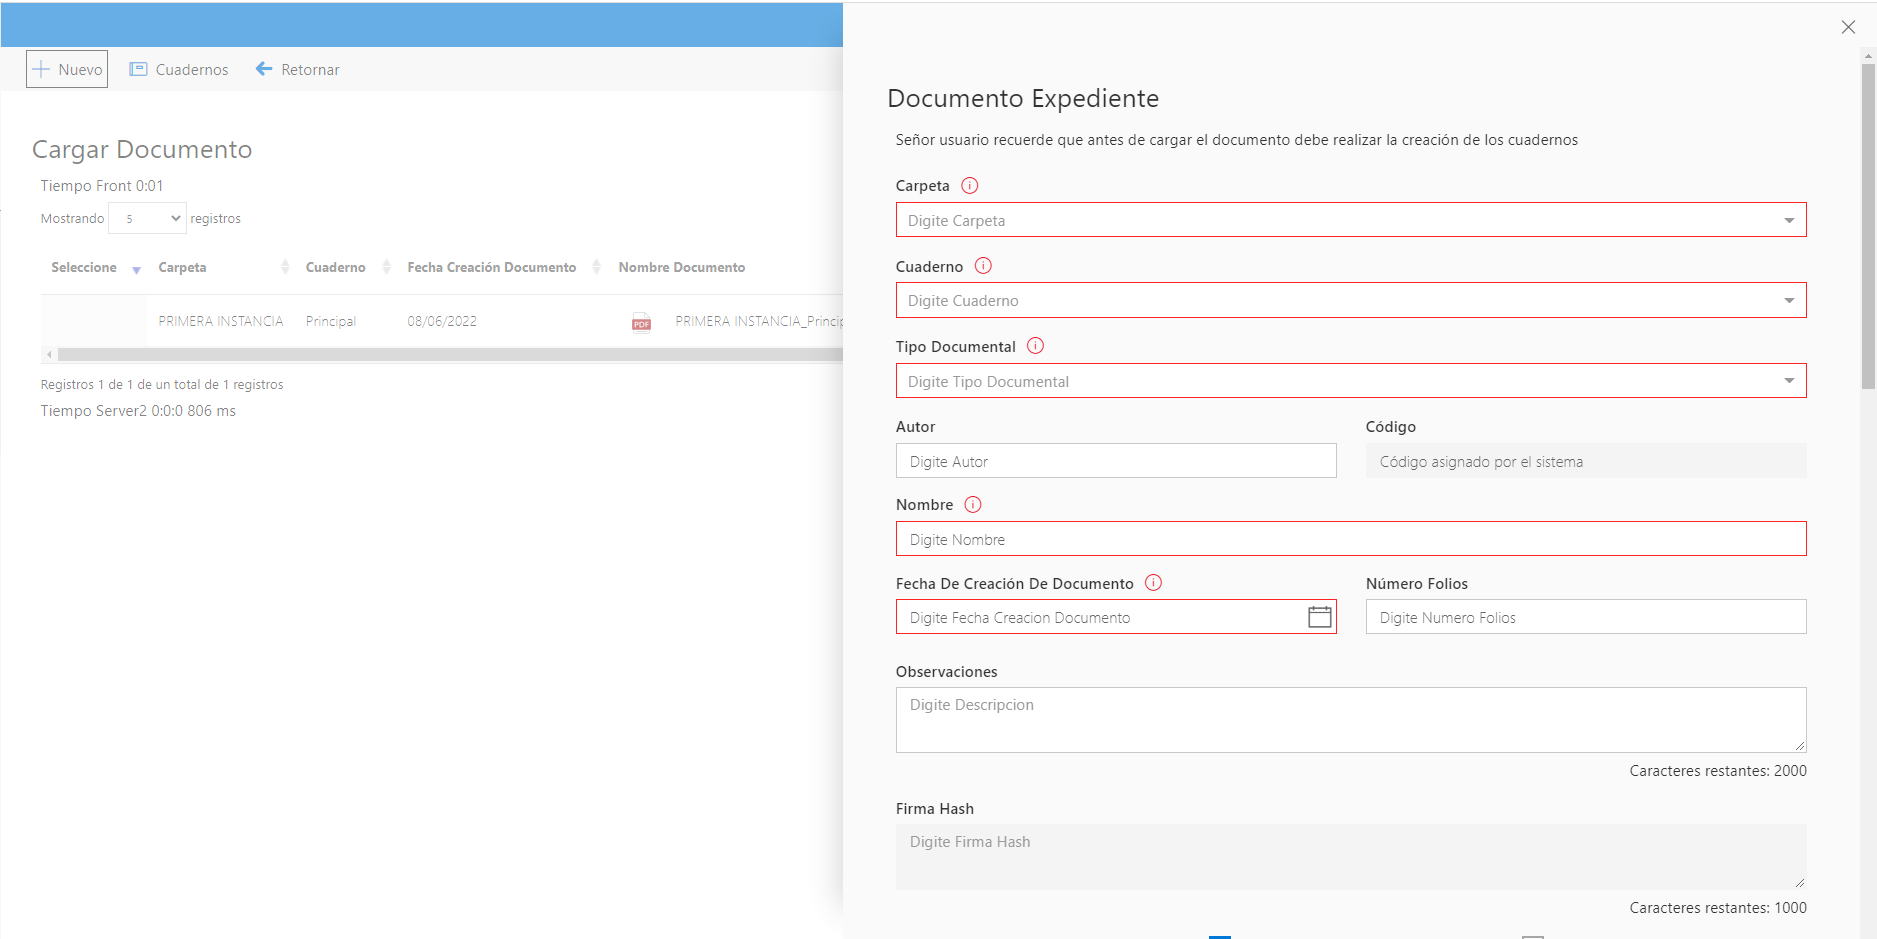 Nuevo Cuadernos Retornar
Cargar Documento
Tiempo Front 0:01
Mostrando 5 registros
Seleccione Carpeta Cuaderno Fecha Creación Documento Nombre Documento
PRIMERA INSTANCIA Principal 08/06/2022 PDF PRIMERA INSTANCIA_Princip
Registros 1 de 1 de un total de 1 registros
Tiempo Server2 0:0:0 806 ms
Documento Expediente
Señor usuario recuerde que antes de cargar el documento debe realizar la creación de los cuadernos
Carpeta
Digite Carpeta
Cuaderno
Digite Cuaderno
Tipo Documental
Digite Tipo Documental
Autor Código
Digite Autor Código asignado por el sistema
Nombre
Digite Nombre
Fecha De Creación De Documento Número Folios
Digite Fecha Creacion Documento Digite Numero Folios
Observaciones
Digite Descripcion
Caracteres restantes: 2000
Firma Hash
Digite Firma Hash
Caracteres restantes: 1000